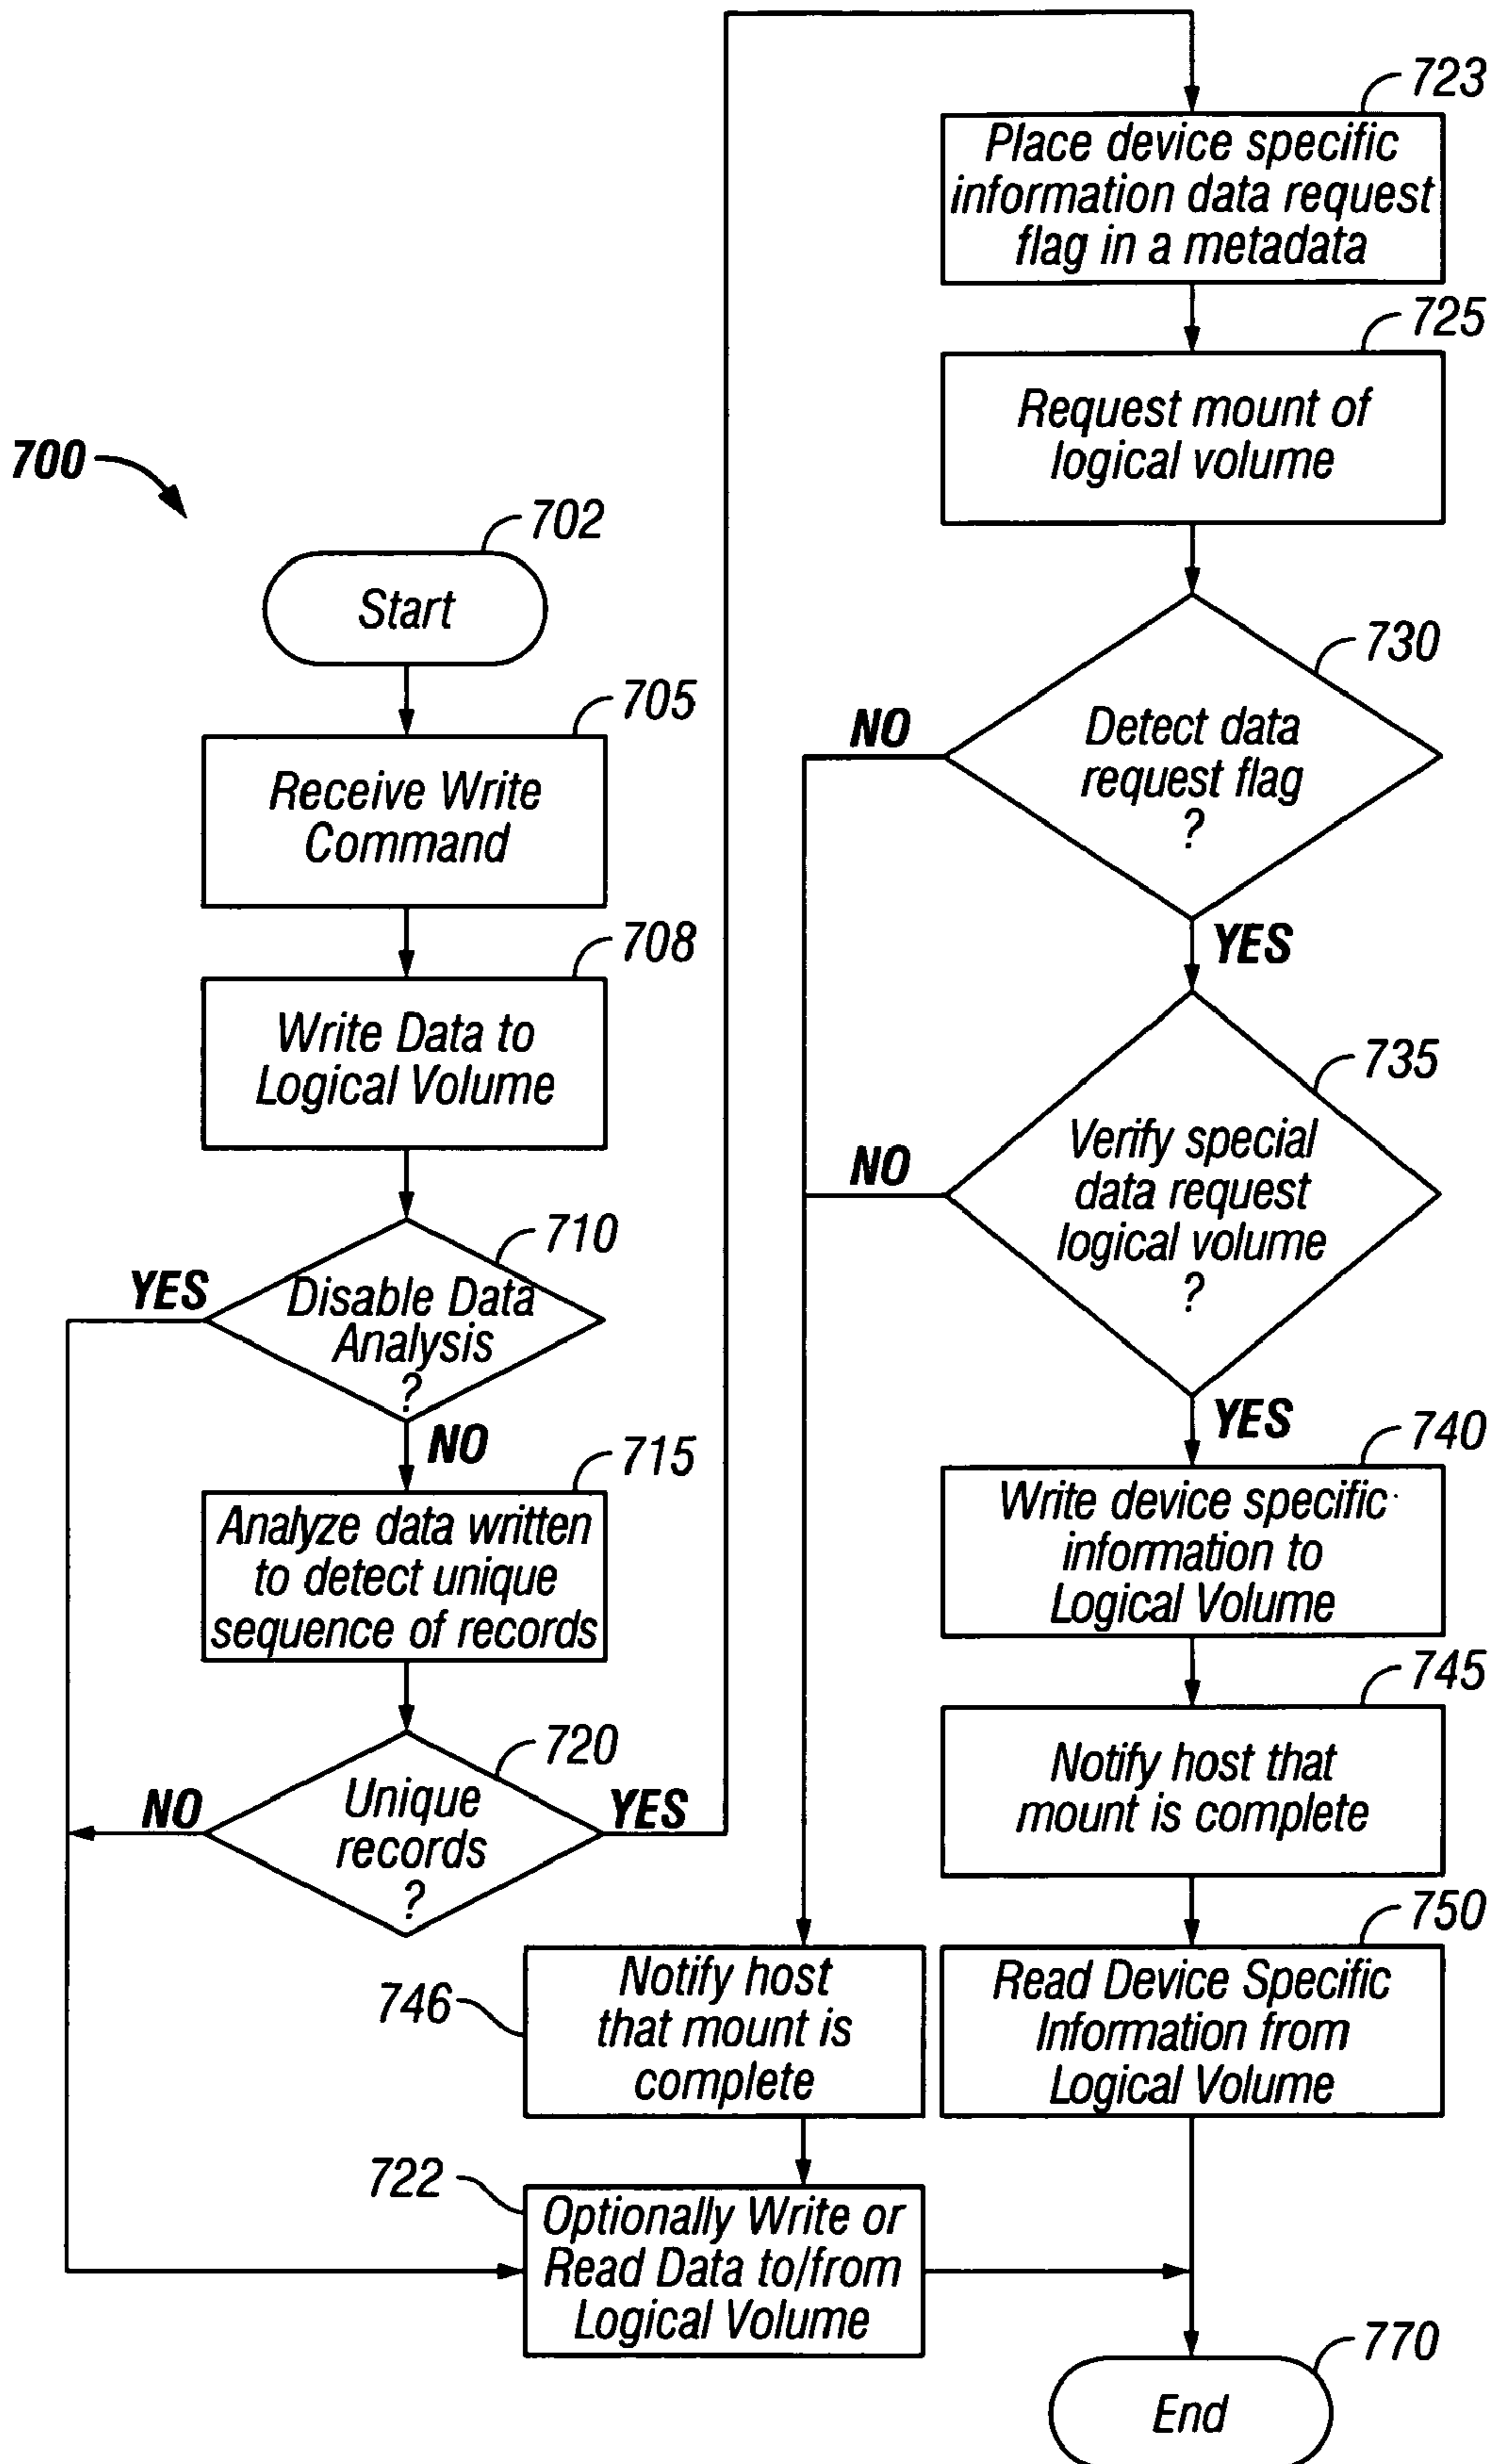 700
702
Start
705
Receive Write
Command
708
Write Data to
Logical Volume
710
YES
Disable Data
Analysis
?
NO
715
Analyze data written
to detect unique
sequence of records
720
NO
Unique
records
?
YES
723
Place device specific
information data request
flag in a metadata
725
Request mount of
logical volume
730
NO
Detect data
request flag
?
YES
735
NO
Verify special
data request
logical volume
?
YES
740
Write device specific
information to
Logical Volume
745
Notify host that
mount is complete
750
Read Device Specific
Information from
Logical Volume
746
Notify host
that mount is
complete
722
Optionally Write or
Read Data to/from
Logical Volume
770
End